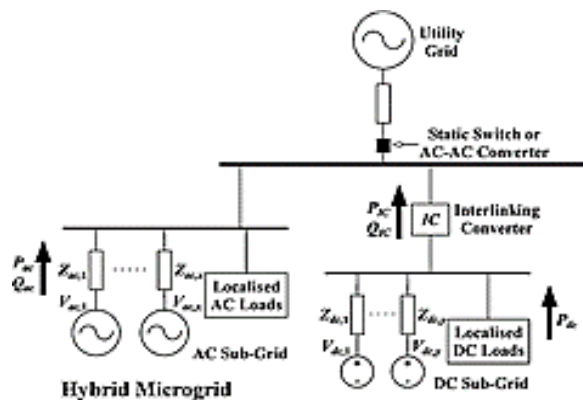 Utility
Grid
Static Switch or
AC-AC Converter
P_IC
Q_IC
IC
Interlinking
Converter
P_ac
Q_ac
Z_ac,1
Z_ac,x
V_ac,1
V_ac,x
Localised
AC Loads
AC Sub-Grid
Z_dc,1
Z_dc,y
V_dc,1
V_dc,y
Localised
DC Loads
P_dc
DC Sub-Grid
Hybrid Microgrid